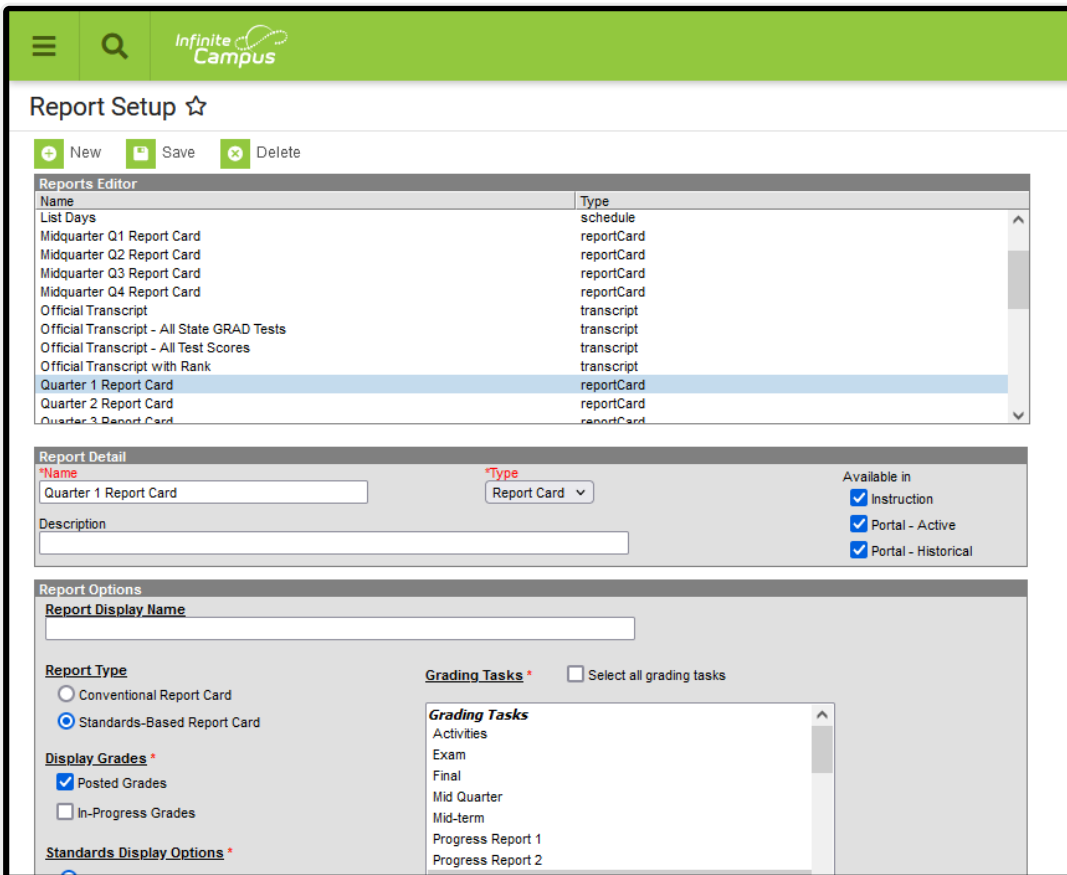 Infinite
Campus
Report Setup
New Save Delete
Reports Editor
Name Type
List Days schedule
Midquarter Q1 Report Card reportCard
Midquarter Q2 Report Card reportCard
Midquarter Q3 Report Card reportCard
Midquarter Q4 Report Card reportCard
Official Transcript transcript
Official Transcript - All State GRAD Tests transcript
Official Transcript - All Test Scores transcript
Official Transcript with Rank transcript
Quarter 1 Report Card reportCard
Quarter 2 Report Card reportCard
Quarter 3 Report Card reportCard
Report Detail
*Name *Type Available in
Quarter 1 Report Card Report Card Instruction
Description Portal - Active
Portal - Historical
Report Options
Report Display Name
Report Type Grading Tasks * Select all grading tasks
Conventional Report Card
Standards-Based Report Card Grading Tasks
Activities
Display Grades * Exam
Posted Grades Final
Mid Quarter
In-Progress Grades Mid-term
Progress Report 1
Standards Display Options * Progress Report 2